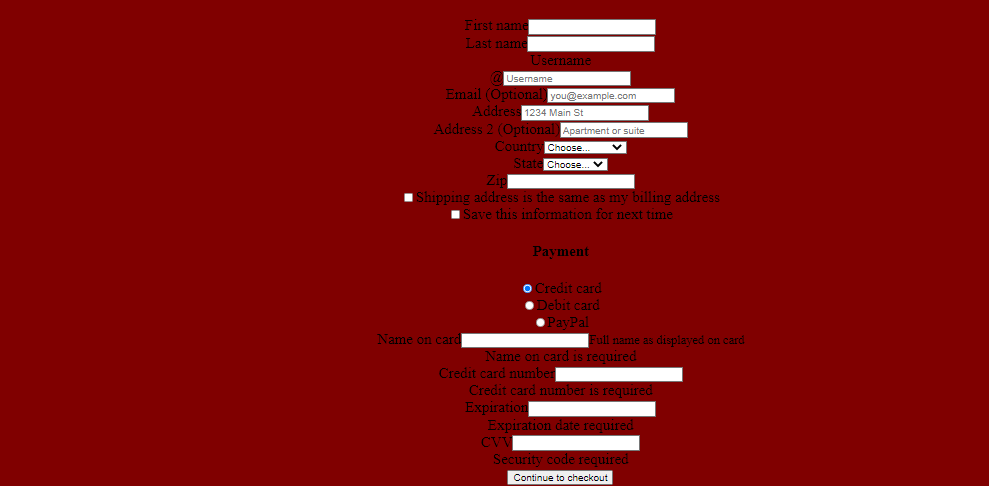 First name
Last name
Username
@ Username
Email (Optional) you@example.com
Address 1234 Main St
Address 2 (Optional) Apartment or suite
Country Choose...
State Choose...
Zip
Shipping address is the same as my billing address
Save this information for next time
Payment
Credit card
Debit card
PayPal
Name on card Full name as displayed on card
Name on card is required
Credit card number
Credit card number is required
Expiration
Expiration date required
CVV
Security code required
Continue to checkout